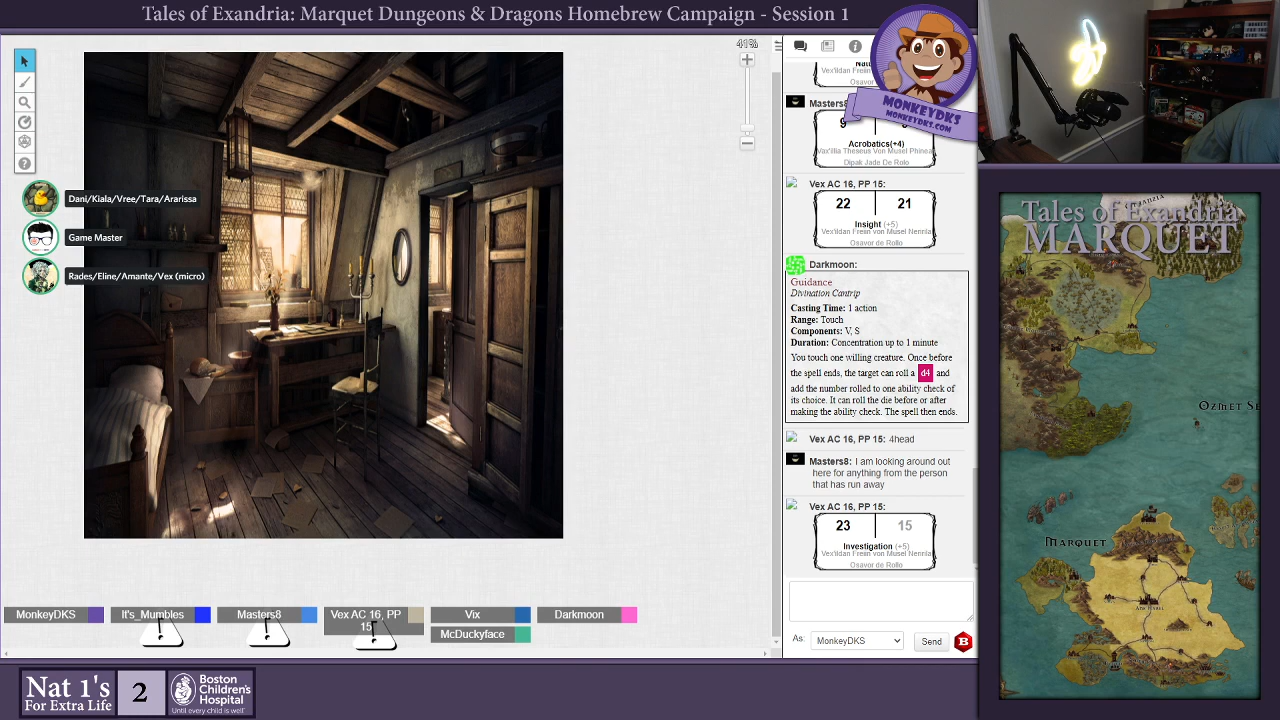 Tales of Exandria: Marquet Dungeons & Dragons Homebrew Campaign - Session 1
41%
Dani/Kiala/Vree/Tara/Ararissa
Game Master
Rades/Eline/Amante/Vex (micro)
Osavor
Masters8
MONKEYDKS
MONKEYDKS.COM
Acrobatics(+4)
Dipak Jade De Rolo
Vex AC 16, PP 15:
22 21
Insight (+5)
Osavor de Rollo
Darkmoon:
Guidance
Divination Cantrip
Casting Time: 1 action
Range: Touch
Components: V, S
Duration: Concentration up to 1 minute
You touch one willing creature. Once before
the spell ends, the target can roll a d4 and
add the number rolled to one ability check of
its choice. It can roll the die before or after
making the ability check. The spell then ends.
Vex AC 16, PP 15: 4head
Masters8: I am looking around out
here for anything from the person
that has run away
Vex AC 16, PP 15:
23 15
Investigation (+5)
Osavor de Rollo
As: MonkeyDKS Send
MonkeyDKS
It's_Mumbles
Masters8
Vex AC 16, PP
15
Vix
McDuckyface
Darkmoon
Tales of Exandria
MARQUET
Ozmit Se
Marquet
Nat 1's
For Extra Life
2
Boston
Children's
Hospital
Until every child is well